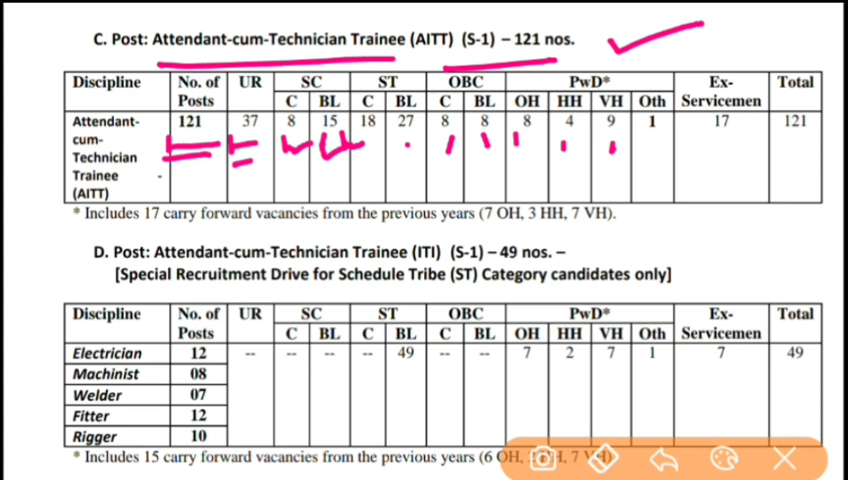 C. Post: Attendant-cum-Technician Trainee (AITT) (S-1) – 121 nos.
Discipline No. of Posts UR SC ST OBC PwD* Ex-Servicemen Total
C BL C BL C BL OH HH VH Oth
Attendant-cum-Technician Trainee (AITT) 121 37 8 15 18 27 8 8 8 4 9 1 17 121
* Includes 17 carry forward vacancies from the previous years (7 OH, 3 HH, 7 VH).
D. Post: Attendant-cum-Technician Trainee (ITI) (S-1) – 49 nos. –
[Special Recruitment Drive for Schedule Tribe (ST) Category candidates only]
Discipline No. of Posts UR SC ST OBC PwD* Ex-Servicemen Total
C BL C BL C BL OH HH VH Oth
Electrician 12 -- -- -- -- 49 -- -- 7 2 7 1 7 49
Machinist 08
Welder 07
Fitter 12
Rigger 10
* Includes 15 carry forward vacancies from the previous years (6 OH, HH, 7 VH)